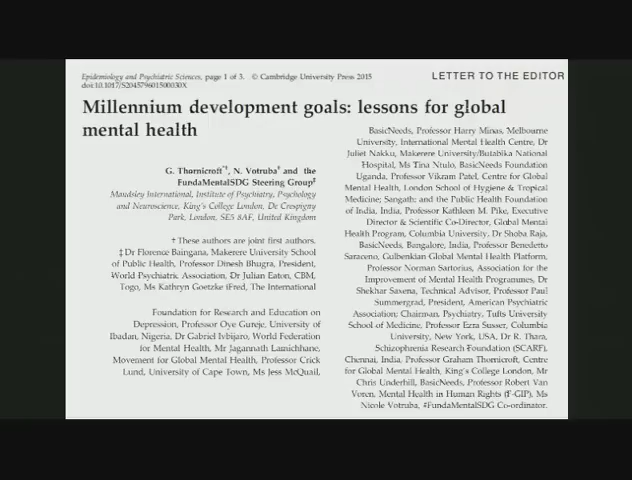 Epidemiology and Psychiatric Sciences, page 1 of 3. © Cambridge University Press 2015
doi:10.1017/S204579601500030X
LETTER TO THE EDITOR
Millennium development goals: lessons for global
mental health
G. Thornicroft*†, N. Votruba† and the
FundaMentalSDG Steering Group‡
Maudsley International, Institute of Psychiatry, Psychology
and Neuroscience, King's College London, De Crespigny
Park, London, SE5 8AF, United Kingdom
† These authors are joint first authors.
‡ Dr Florence Baingana, Makerere University School
of Public Health, Professor Dinesh Bhugra, President,
World Psychiatric Association, Dr Julian Eaton, CBM,
Togo, Ms Kathryn Goetzke iFred, The International
Foundation for Research and Education on
Depression, Professor Oye Gureje, University of
Ibadan, Nigeria, Dr Gabriel Ivbijaro, World Federation
for Mental Health, Mr Jagannath Lamichhane,
Movement for Global Mental Health, Professor Crick
Lund, University of Cape Town, Ms Jess McQuail,
BasicNeeds, Professor Harry Minas, Melbourne
University, International Mental Health Centre, Dr
Juliet Nakku, Makerere University/Butabika National
Hospital, Ms Tina Ntulo, BasicNeeds Foundation
Uganda, Professor Vikram Patel, Centre for Global
Mental Health, London School of Hygiene & Tropical
Medicine; Sangath; and the Public Health Foundation
of India, India, Professor Kathleen M. Pike, Executive
Director & Scientific Co-Director, Global Mental
Health Program, Columbia University, Dr Shoba Raja,
BasicNeeds, Bangalore, India, Professor Benedetto
Saraceno, Gulbenkian Global Mental Health Platform,
Professor Norman Sartorius, Association for the
Improvement of Mental Health Programmes, Dr
Shekhar Saxena, Technical Advisor, Professor Paul
Summergrad, President, American Psychiatric
Association; Chairman, Psychiatry, Tufts University
School of Medicine, Professor Ezra Susser, Columbia
University, New York, USA, Dr R. Thara,
Schizophrenia Research Foundation (SCARF),
Chennai, India, Professor Graham Thornicroft, Centre
for Global Mental Health, King's College London, Mr
Chris Underhill, BasicNeeds, Professor Robert Van
Voren, Mental Health in Human Rights (F-GIP), Ms
Nicole Votruba, #FundaMentalSDG Co-ordinator.